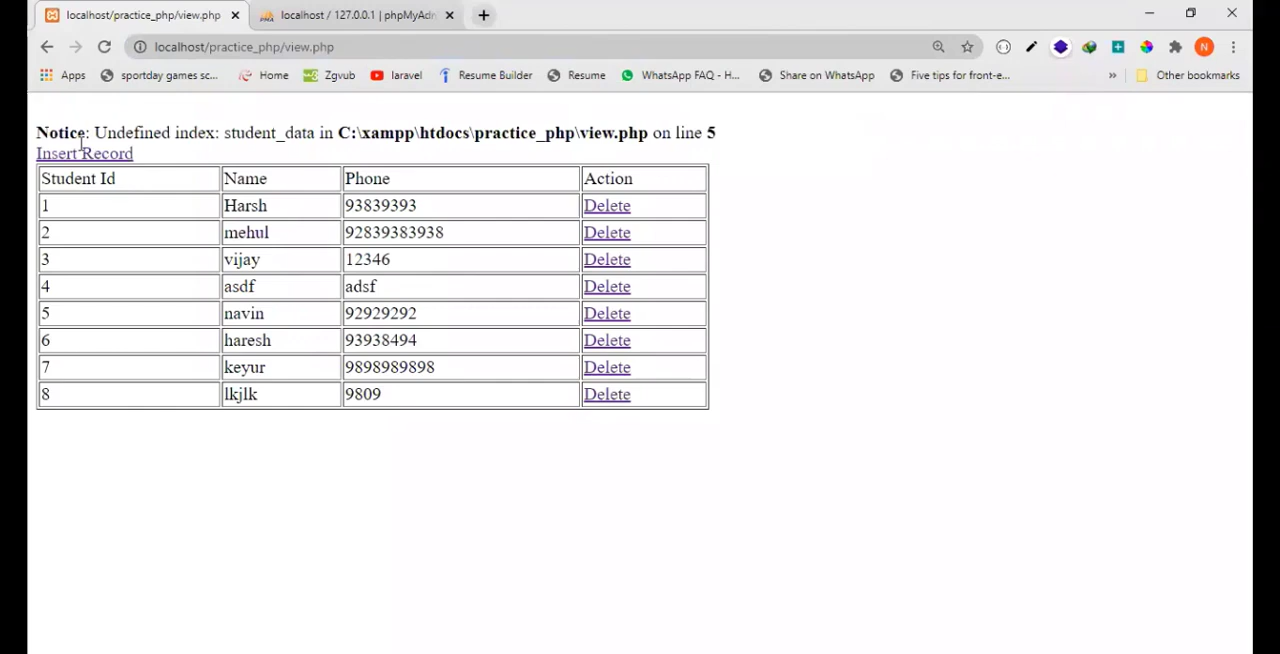 localhost/practice_php/view.php
localhost / 127.0.0.1 | phpMyAdn
localhost/practice_php/view.php
N
Apps
sportday games sc...
Home
Zgvub
laravel
Resume Builder
Resume
WhatsApp FAQ - H...
Share on WhatsApp
Five tips for front-e...
»
Other bookmarks
Notice: Undefined index: student_data in C:\xampp\htdocs\practice_php\view.php on line 5
Insert Record
Student Id Name Phone Action
1 Harsh 93839393 Delete
2 mehul 92839383938 Delete
3 vijay 12346 Delete
4 asdf adsf Delete
5 navin 92929292 Delete
6 haresh 93938494 Delete
7 keyur 9898989898 Delete
8 lkjlk 9809 Delete